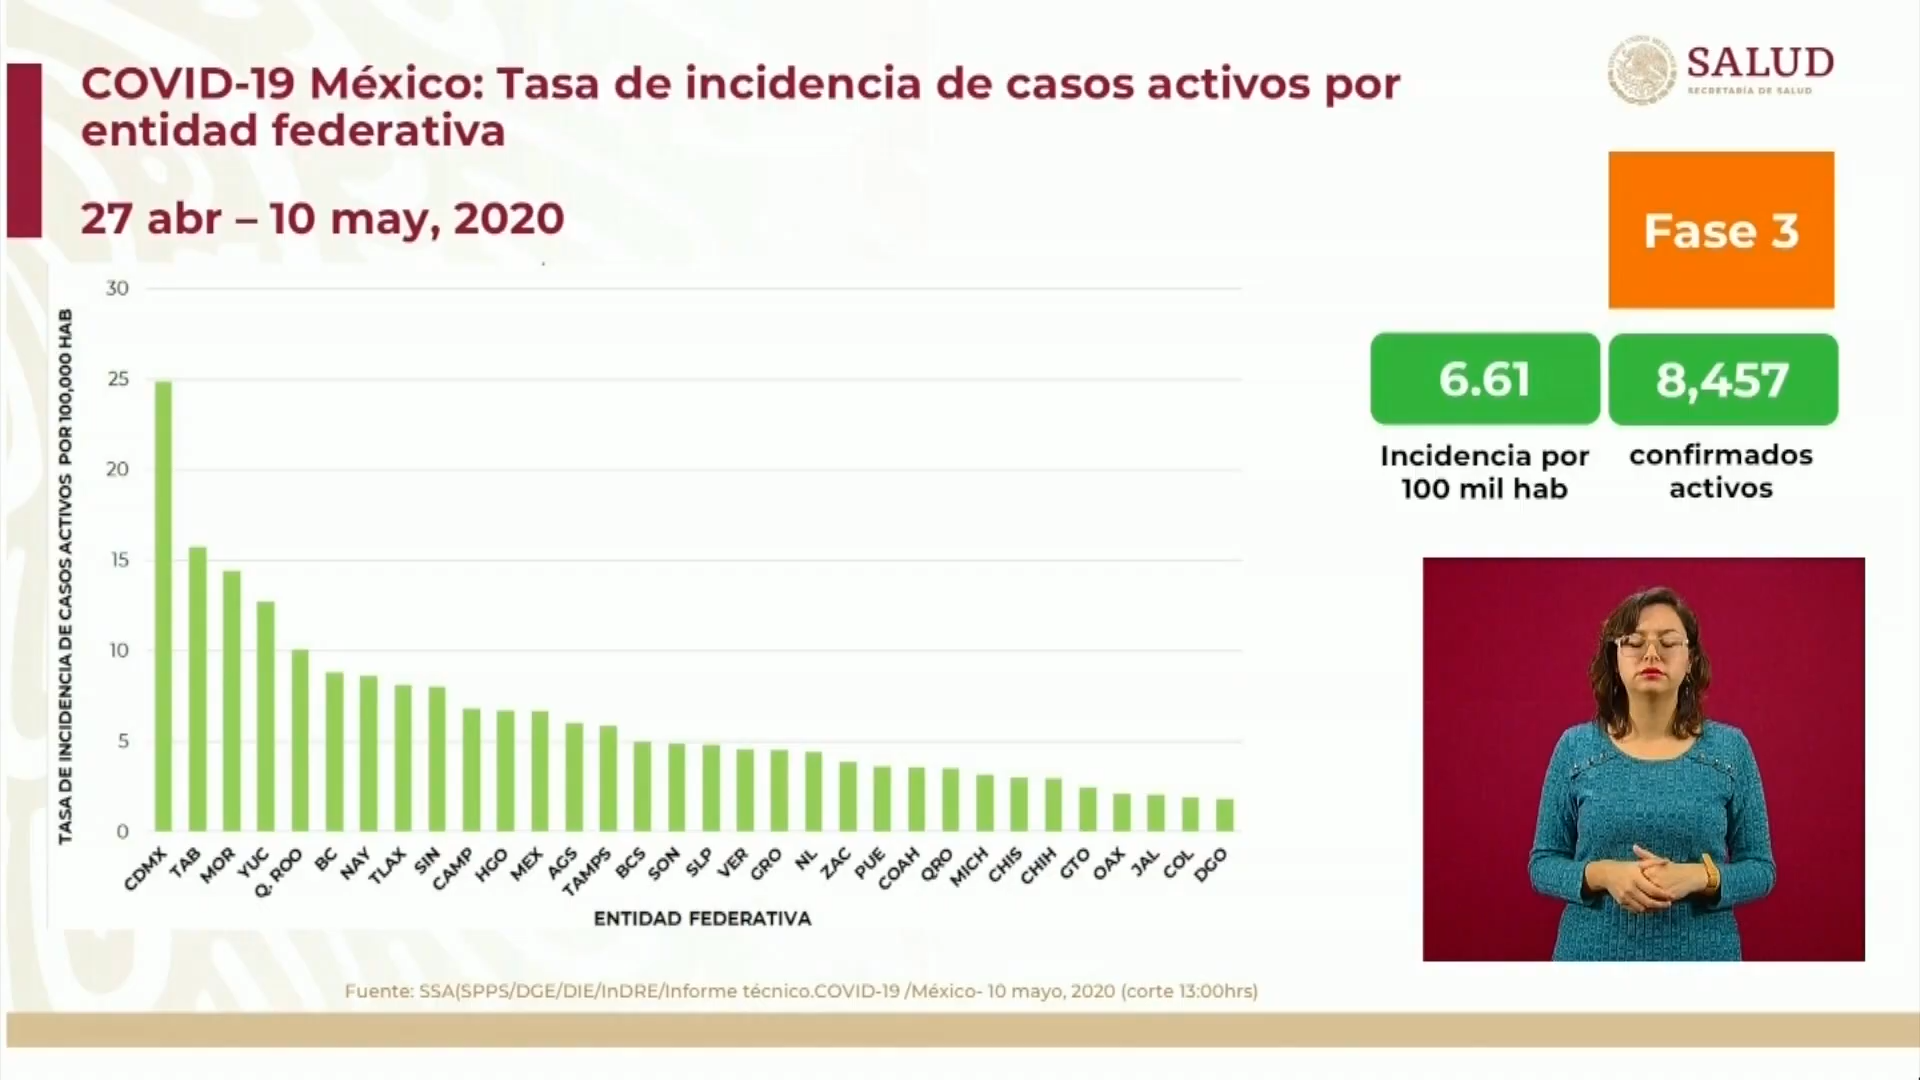 COVID-19 México: Tasa de incidencia de casos activos por
entidad federativa
27 abr – 10 may, 2020
SALUD
SECRETARÍA DE SALUD
Fase 3
6.61
8,457
Incidencia por
100 mil hab
confirmados
activos
TASA DE INCIDENCIA DE CASOS ACTIVOS POR 100,000 HAB
30
25
20
15
10
5
0
CDMX
TAB
MOR
YUC
Q. ROO
BC
NAY
TLAX
SIN
CAMP
HGO
MEX
AGS
TAMPS
BCS
SON
SLP
VER
GRO
NL
ZAC
PUE
COAH
QRO
MICH
CHIS
CHIH
GTO
OAX
JAL
COL
DGO
ENTIDAD FEDERATIVA
Fuente: SSA(SPPS/DGE/DIE/InDRE/Informe técnico.COVID-19 /México- 10 mayo, 2020 (corte 13:00hrs)